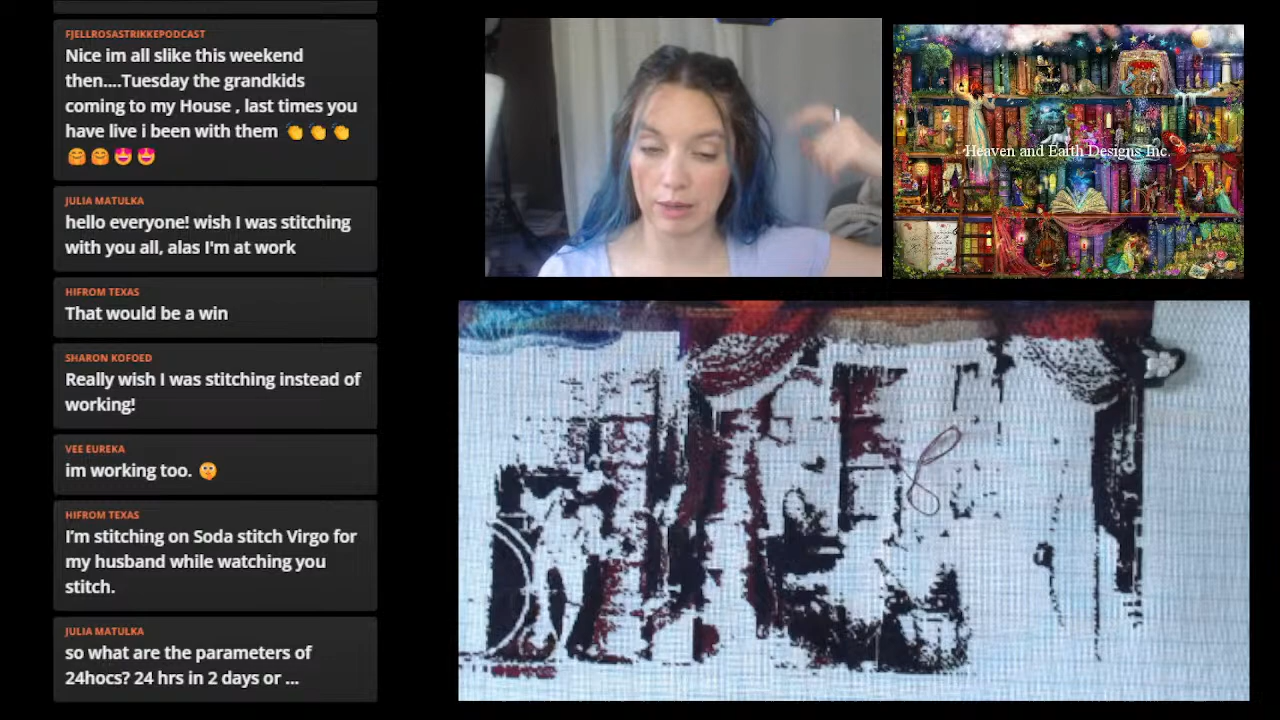 FJELLROSASTRIKKEPODCAST
Nice im all slike this weekend
then....Tuesday the grandkids
coming to my House , last times you
have live i been with them 👏👏👏
🤗🤗😍😍
JULIA MATULKA
hello everyone! wish I was stitching
with you all, alas I'm at work
HIFROM TEXAS
That would be a win
SHARON KOFOED
Really wish I was stitching instead of
working!
VEE EUREKA
im working too. 🫠
HIFROM TEXAS
I'm stitching on Soda stitch Virgo for
my husband while watching you
stitch.
JULIA MATULKA
so what are the parameters of
24hocs? 24 hrs in 2 days or ...
Heaven and Earth Designs Inc.